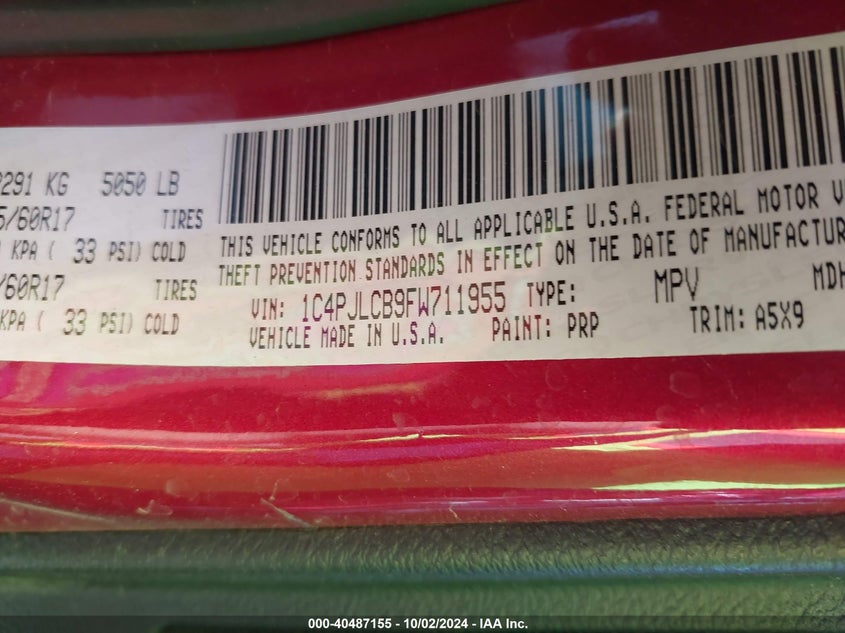 2291 KG 5050 LB
5/60R17 TIRES
KPA ( 33 PSI) COLD
/60R17 TIRES
KPA ( 33 PSI) COLD
THIS VEHICLE CONFORMS TO ALL APPLICABLE U.S.A. FEDERAL MOTOR V
THEFT PREVENTION STANDARDS IN EFFECT ON THE DATE OF MANUFACTUR
VIN: 1C4PJLCB9FW711955 TYPE: MPV MDH
VEHICLE MADE IN U.S.A. PAINT: PRP TRIM: A5X9
000-40487155 - 10/02/2024 - IAA Inc.